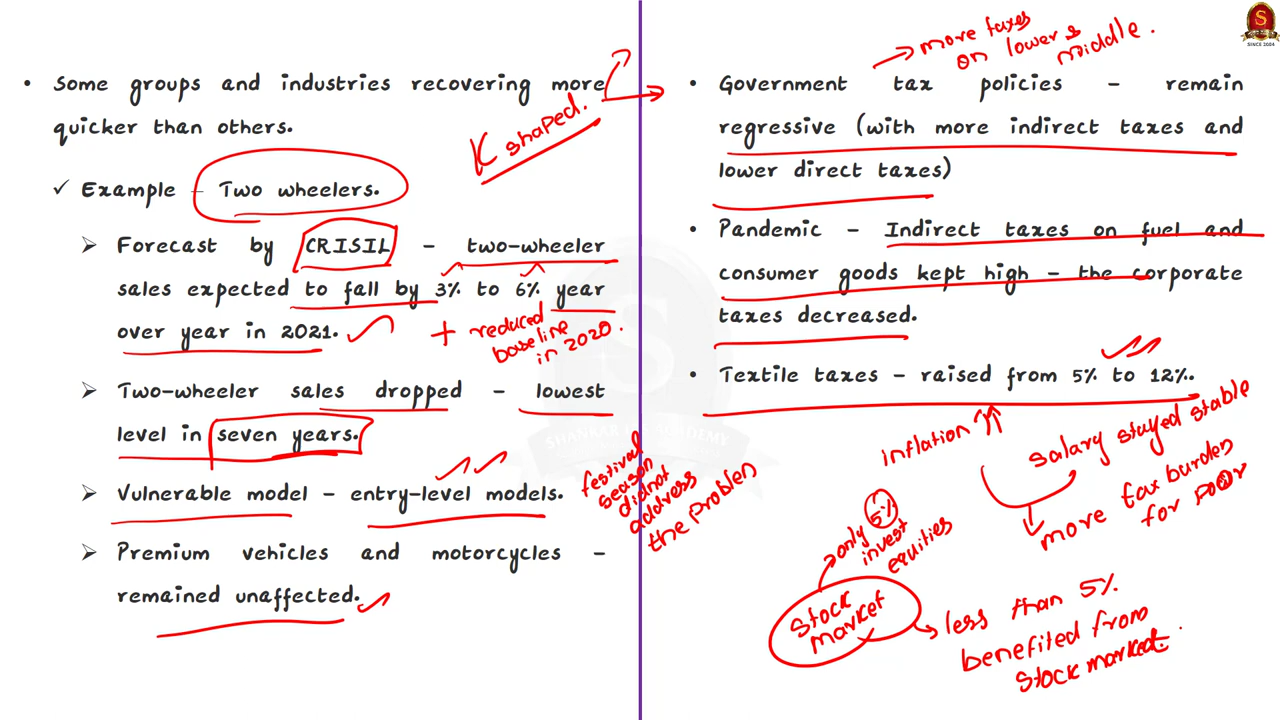 • Some groups and industries recovering more
quicker than others.
K shaped.
✓ Example – Two wheelers.
➤ Forecast by CRISIL – two-wheeler
sales expected to fall by 3% to 6% year
over year in 2021.
+ reduced
baseline
in 2020.
➤ Two-wheeler sales dropped – lowest
level in seven years.
➤ Vulnerable model – entry-level models.
festival
season
didnot
address
the problem
➤ Premium vehicles and motorcycles –
remained unaffected.
S
SINCE 2004
→ more taxes
on lower &
middle.
• Government tax policies – remain
regressive (with more indirect taxes and
lower direct taxes)
• Pandemic – Indirect taxes on fuel and
consumer goods kept high – the corporate
taxes decreased.
• Textile taxes – raised from 5% to 12%.
inflation ↑↑
salary stayed stable
more tax burden
for poor
only 5%
invest
equities
stock
market
less than 5%
benefited from
stock market.
SHANKAR IAS ACADEMY